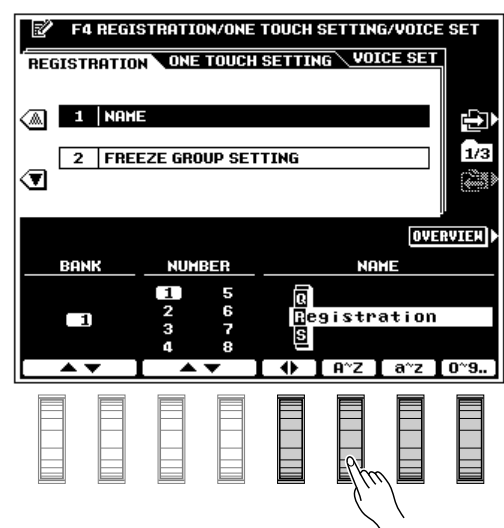 F4 REGISTRATION/ONE TOUCH SETTING/VOICE SET
REGISTRATION ONE TOUCH SETTING VOICE SET
1 NAME
2 FREEZE GROUP SETTING
1/3
OVERVIEW
BANK NUMBER NAME
1 5 Q
1 2 6 Registration
3 7 S
4 8
▲ ▼ ▲ ▼ ◀▶ A~Z a~z 0~9..